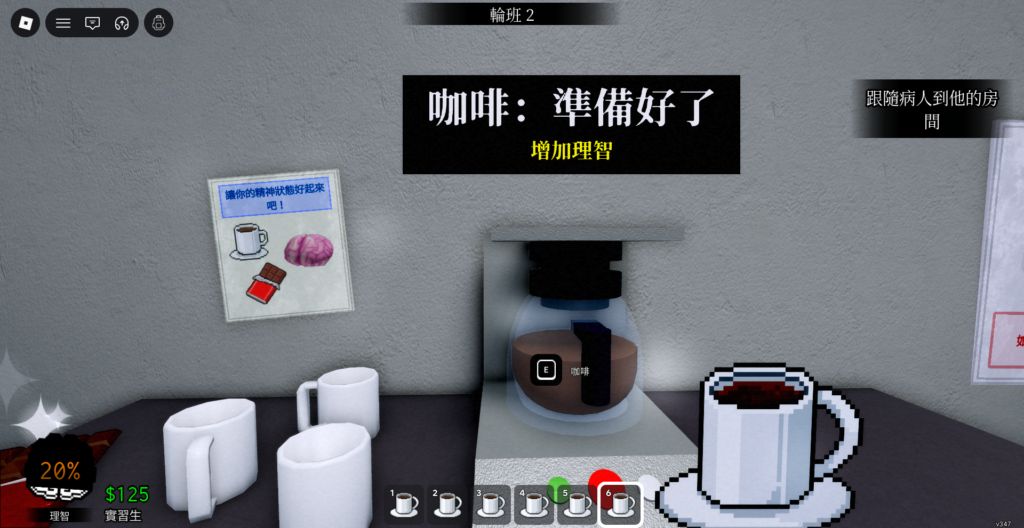 輪班 2
咖啡: 準備好了
增加理智
跟隨病人到他的房
間
讓你的精神狀態好起來
吧！
E
咖啡
20%
理智
$125
實習生
1
2
3
4
5
6
v347